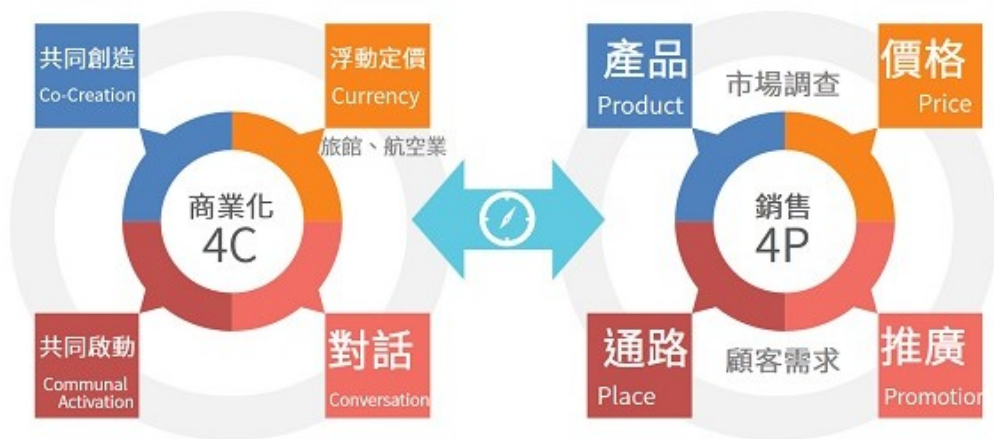 共同創造
Co-Creation
浮動定價
Currency
旅館、航空業
商業化
4C
共同啟動
Communal
Activation
對話
Conversation
產品
Product
市場調查
價格
Price
銷售
4P
通路
Place
顧客需求
推廣
Promotion